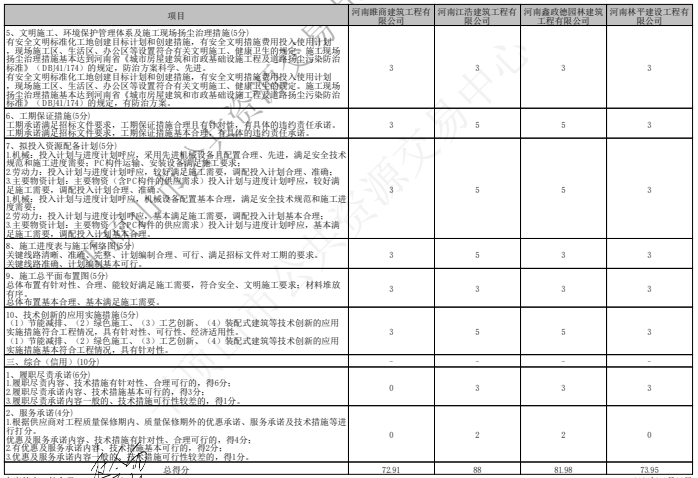 项目 河南雎商建筑工程有限公司 河南江浩建筑工程有限公司 河南鑫政德园林建筑工程有限公司 河南林平建设工程有限公司
5、文明施工、环境保护管理体系及施工现场扬尘治理措施(5分)
有安全文明标准化工地创建目标计划和创建措施，有安全文明措施费用投入使用计划
，现场施工区、生活区、办公区等设置符合有关文明施工、健康卫生的规定。施工现场
扬尘治理措施基本达到河南省《城市房屋建筑和市政基础设施工程及道路扬尘污染防治
标准》（DBJ41/174）的规定，防治方案科学、先进。
有安全文明标准化工地创建目标计划和创建措施，有安全文明措施费用投入使用计划
，现场施工区、生活区、办公区等设置符合有关文明施工、健康卫生的规定。施工现场
扬尘治理措施基本达到河南省《城市房屋建筑和市政基础设施工程及道路扬尘污染防治
标准》（DBJ41/174）的规定，有防治方案。
3 3 3 3
6、工期保证措施(5分)
工期承诺满足招标文件要求，工期保证措施合理且有针对性，有具体的违约责任承诺。
工期承诺满足招标文件要求，工期保证措施基本合理、有具体的违约责任承诺。
3 5 5 3
7、拟投入资源配备计划(5分)
1.机械：投入计划与进度计划呼应，采用先进机械设备且配置合理、先进，满足安全技术
规范和施工进度需要；PC构件运输、安装设备满足施工要求；
2.劳动力：投入计划与进度计划呼应，较好满足施工需要，调配投入计划合理、准确；
3.主要物资计划：主要物资（含PC构件的供应需求）投入计划与进度计划呼应，较好满
足施工需要，调配投入计划合理、准确。
1.机械：投入计划与进度计划呼应，机械设备配置基本合理，满足安全技术规范和施工进
度需要；
2.劳动力：投入计划与进度计划呼应，基本满足施工需要，调配投入计划基本合理；
3.主要物资计划：主要物资（含PC构件的供应需求）投入计划与进度计划呼应，基本满
足施工需要，调配投入计划基本合理。
3 5 5 3
8、施工进度表与施工网络图(5分)
关键线路清晰、准确、完整、计划编制合理、可行、满足招标文件对工期的要求。
关键线路准确、计划编制基本可行。
3 5 3 3
9、施工总平面布置图(5分)
总体布置有针对性、合理、能较好满足施工需要，符合安全、文明施工要求；材料堆放
有序。
总体布置基本合理、基本满足施工需要。
3 3 3 3
10、技术创新的应用实施措施(5分)
（1）节能减排、（2）绿色施工、（3）工艺创新、（4）装配式建筑等技术创新的应用
实施措施符合工程情况，具有针对性、可行性、经济适用性。
（1）节能减排、（2）绿色施工、（3）工艺创新、（4）装配式建筑等技术创新的应用
实施措施基本符合工程情况，具有针对性。
3 5 5 3
三、综合（信用）(10分) - - - -
1、履职尽责承诺(6分)
1.履职尽责内容、技术措施有针对性、合理可行的，得6分；
2.履职尽责承诺内容、技术措施基本可行的，得3分；
3.履职尽责承诺内容一般的、技术措施可行性较差的，得1分。
0 3 3 3
2、服务承诺(4分)
1.根据供应商对工程质量保修期内、质量保修期外的优惠承诺、服务承诺及技术措施等进
行打分。
优惠及服务承诺内容、技术措施有针对性、合理可行的，得4分；
2.有优惠及服务承诺内容、技术措施基本可行的，得2分；
3.优惠及服务承诺内容一般的、技术措施可行性较差的，得1分。
0 2 2 0
总得分 72.91 88 81.98 73.95